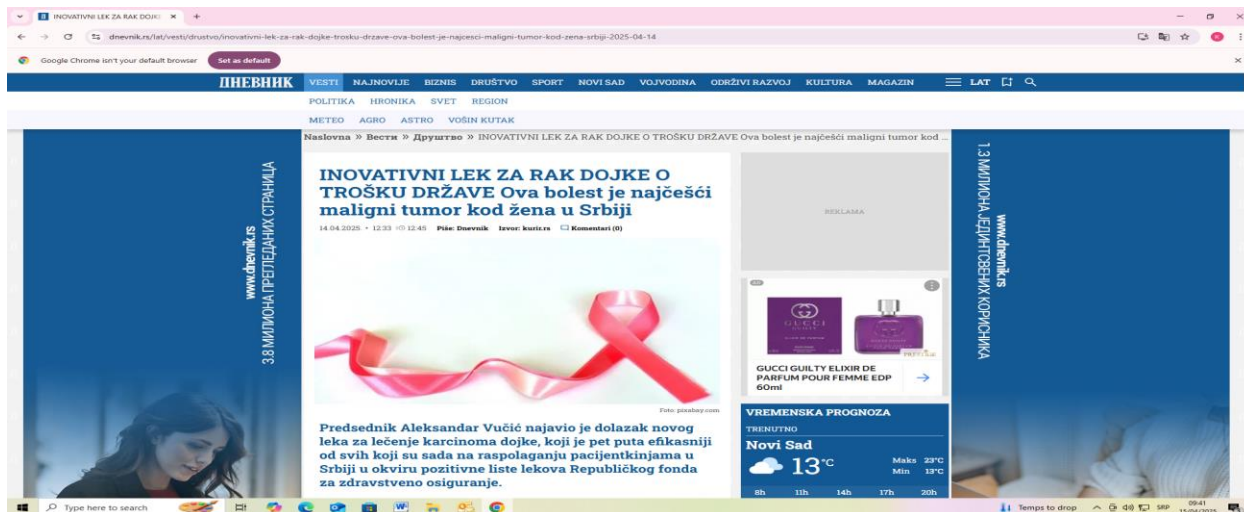 INOVATIVNI LEK ZA RAK DOJKE
dnevnik.rs/lat/vesti/drustvo/inovativni-lek-za-rak-dojke-trosku-drzave-ova-bolest-je-najcesci-maligni-tumor-kod-zena-srbiji-2025-04-14
Google Chrome isn't your default browser
Set as default
ДНЕВНИК
VESTI NAJNOVIJE BIZNIS DRUŠTVO SPORT NOVI SAD VOJVODINA ODRŽIVI RAZVOJ KULTURA MAGAZIN
LAT
POLITIKA HRONIKA SVET REGION
METEO AGRO ASTRO VOŠIN KUTAK
Naslovna » Вести » Друштво » INOVATIVNI LEK ZA RAK DOJKE O TROŠKU DRŽAVE Ova bolest je najčešći maligni tumor kod ...
www.dnevnik.rs
3.8 МИЛИОНА ПРЕГЛЕДАНИХ СТРАНИЦА
INOVATIVNI LEK ZA RAK DOJKE O
TROŠKU DRŽAVE Ova bolest je najčešći
maligni tumor kod žena u Srbiji
14.04.2025 • 12:33 12:45 Piše: Dnevnik Izvor: kurir.rs Komentari (0)
Foto: pixabay.com
Predsednik Aleksandar Vučić najavio je dolazak novog
leka za lečenje karcinoma dojke, koji je pet puta efikasniji
od svih koji su sada na raspolaganju pacijentkinjama u
Srbiji u okviru pozitivne liste lekova Republičkog fonda
za zdravstveno osiguranje.
REKLAMA
GUCCI
GUCCI GUILTY ELIXIR DE
PARFUM POUR FEMME EDP
60ml
VREMENSKA PROGNOZA
TRENUTNO
Novi Sad
13°C
Maks 23°C
Min 13°C
8h 11h 14h 17h 20h
www.dnevnik.rs
1.3 МИЛИОНА ЈЕДИНТСВЕНИХ КОРИСНИКА
Type here to search
Temps to drop
SRP
09:41
15/04/2025